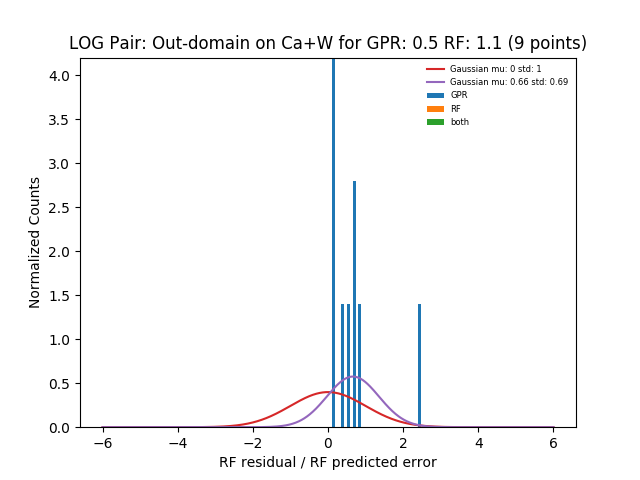 LOG Pair: Out-domain on Ca+W for GPR: 0.5 RF: 1.1 (9 points)
Gaussian mu: 0 std: 1
Gaussian mu: 0.66 std: 0.69
GPR
RF
both
Normalized Counts
4.0
3.5
3.0
2.5
2.0
1.5
1.0
0.5
0.0
−6 −4 −2 0 2 4 6
RF residual / RF predicted error